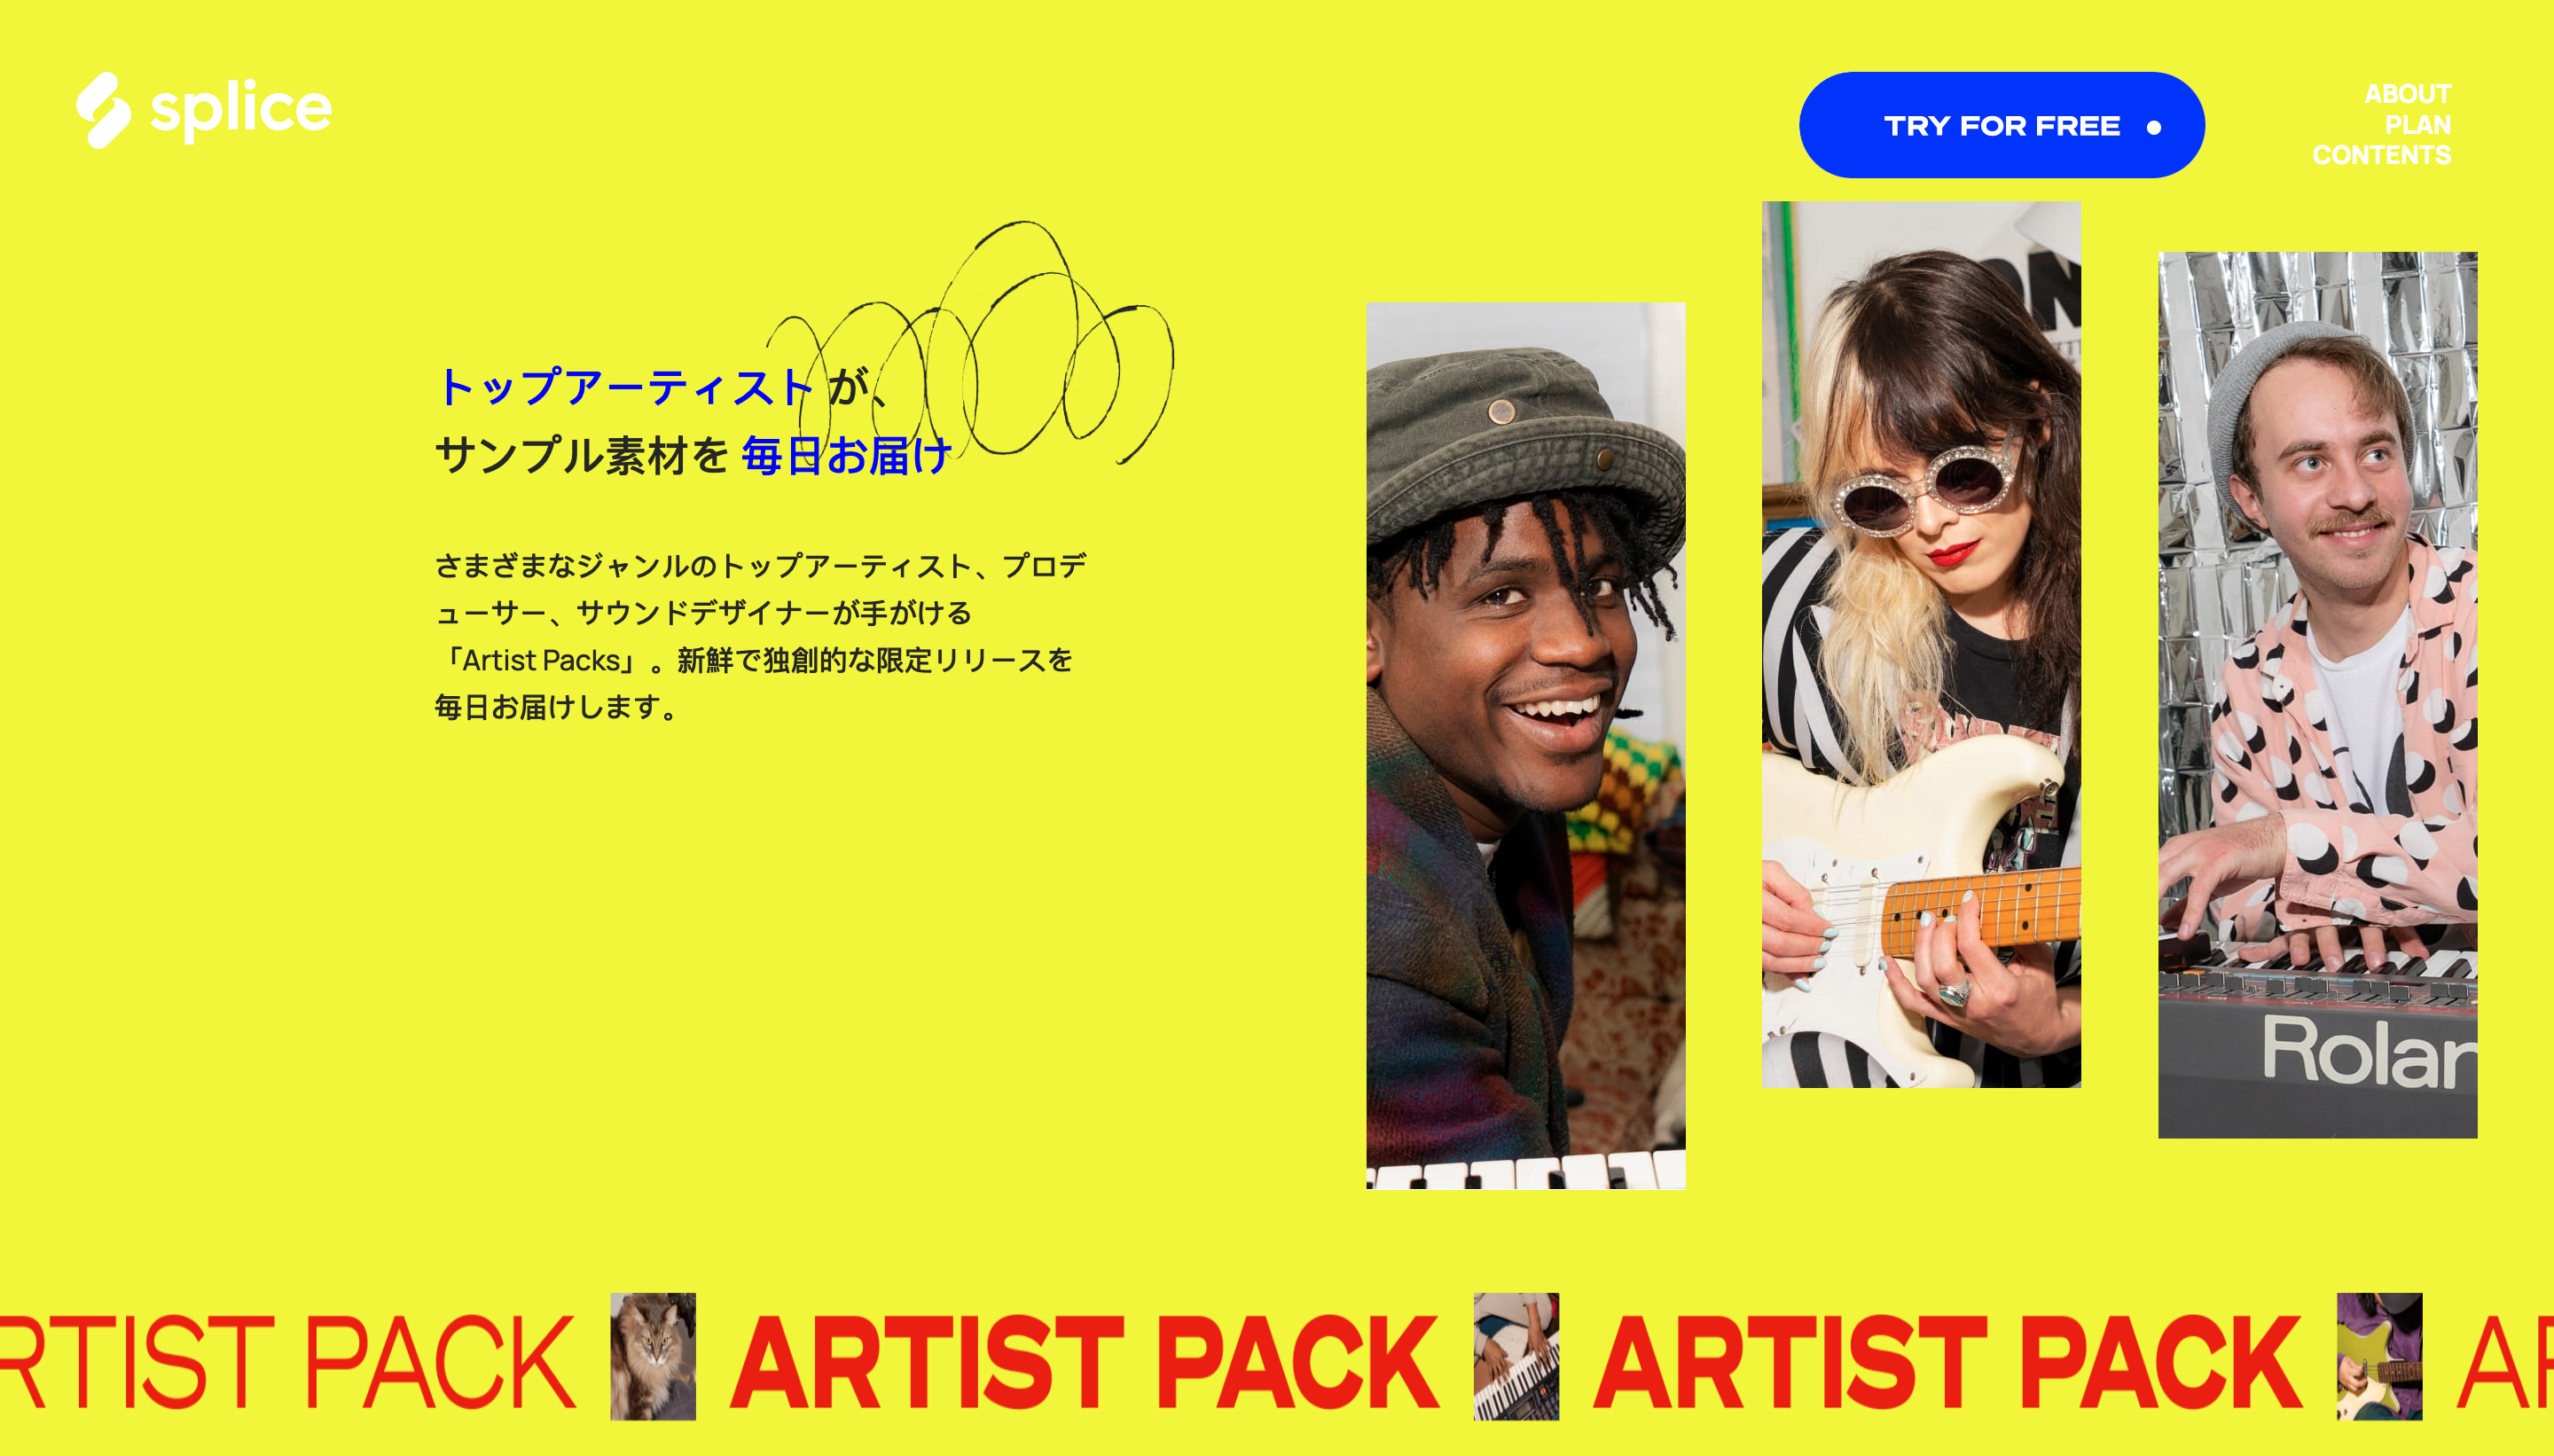 splice
TRY FOR FREE
ABOUT
PLAN
CONTENTS
トップアーティスト が、
サンプル素材を 毎日お届け
さまざまなジャンルのトップアーティスト、プロデ
ューサー、サウンドデザイナーが手がける
「Artist Packs」。新鮮で独創的な限定リリースを
毎日お届けします。
Rolan
RTIST PACK ARTIST PACK ARTIST PACK AR